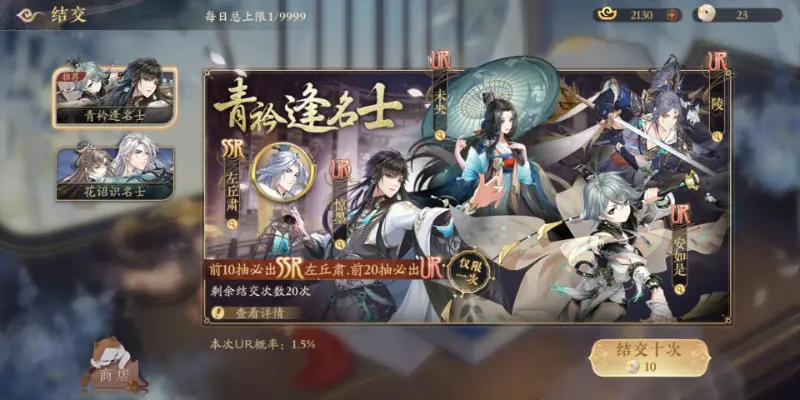 结交
每日总上限1/9999
2130
23
推荐
青衿逢名士
花诏识名士
青衿逢名士
SSR
左丘肃
UR
惊墨
UR
未央
UR
陵
UR
安如是
前10抽必出SSR左丘肃,前20抽必出UR
仅限
一次
剩余结交次数20次
查看详情
本次UR概率：1.5%
商店
结交十次
10